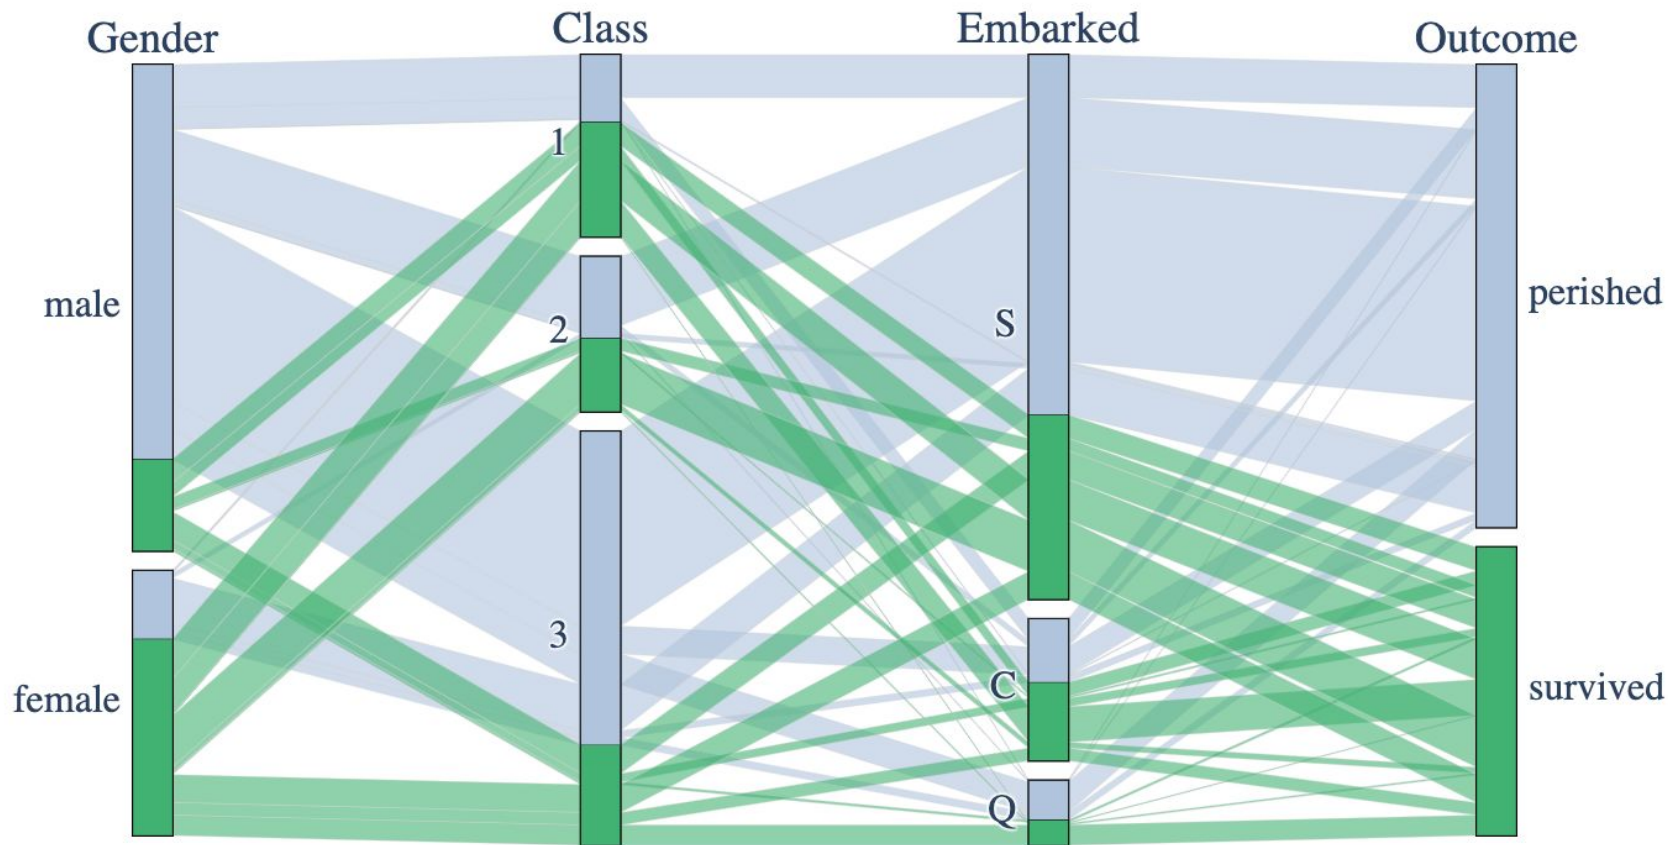 Gender
Class
Embarked
Outcome
male
female
1
2
3
S
C
Q
perished
survived